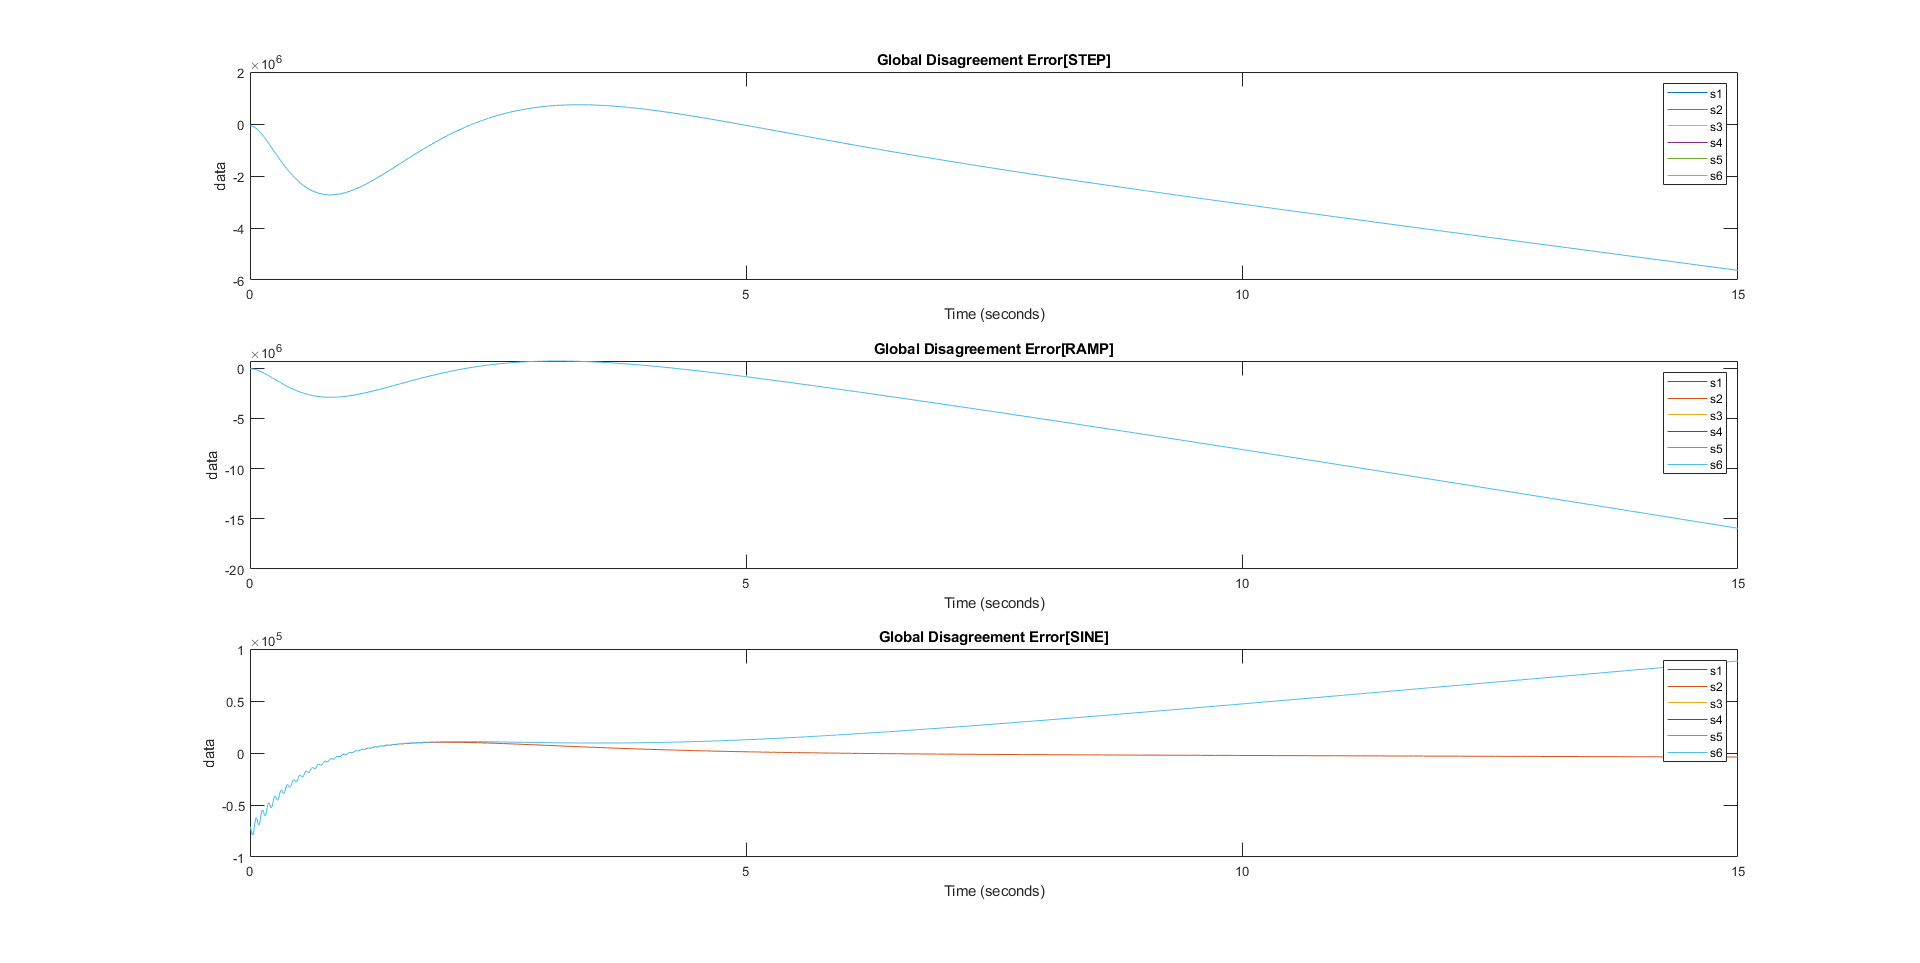 Global Disagreement Error[STEP]
×10^6
2
0
-2
-4
-6
data
0 5 10 15
Time (seconds)
s1
s2
s3
s4
s5
s6
Global Disagreement Error[RAMP]
×10^6
0
-5
-10
-15
-20
data
0 5 10 15
Time (seconds)
s1
s2
s3
s4
s5
s6
Global Disagreement Error[SINE]
×10^5
1
0.5
0
-0.5
-1
data
0 5 10 15
Time (seconds)
s1
s2
s3
s4
s5
s6